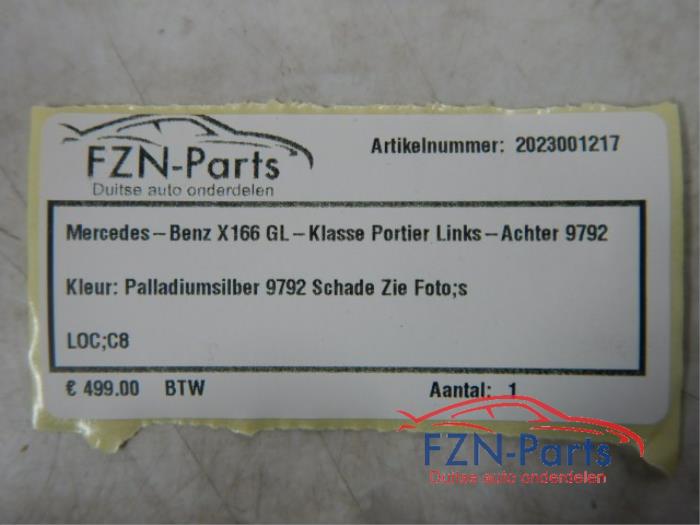 FZN-Parts
Duitse auto onderdelen
Artikelnummer: 2023001217
Mercedes-Benz X166 GL-Klasse Portier Links-Achter 9792
Kleur: Palladiumsilber 9792 Schade Zie Foto;s
LOC;C8
€ 499.00 BTW
Aantal: 1
FZN-Parts
Duitse auto onderdelen